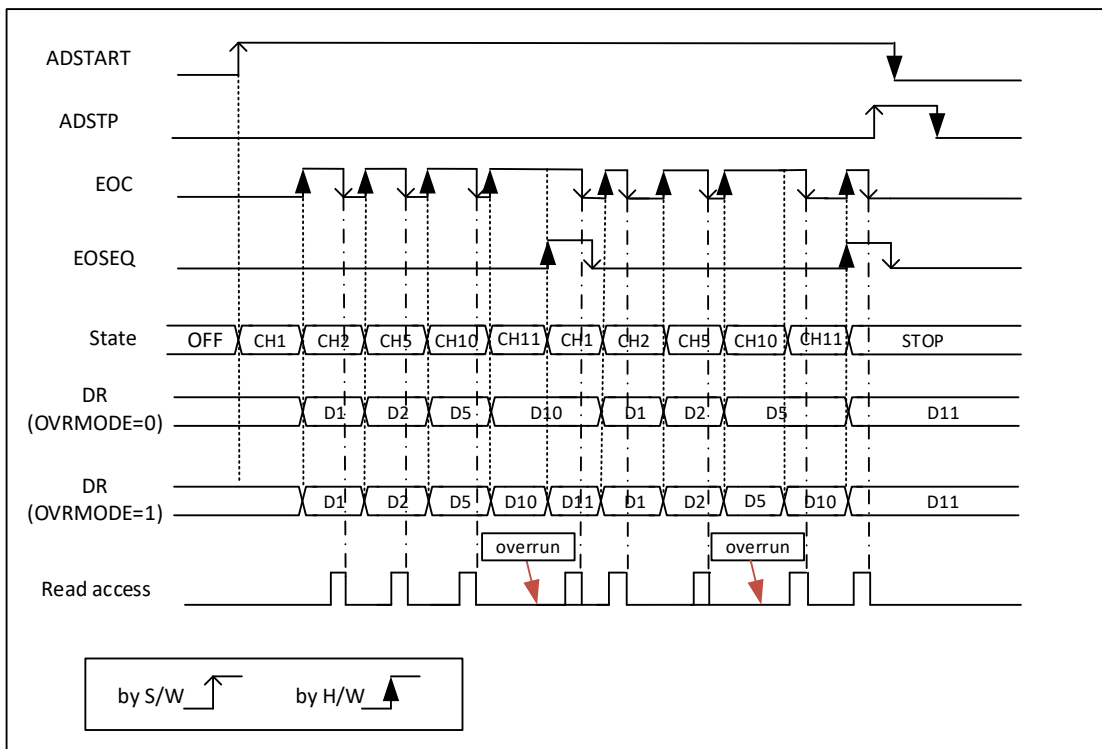 ADSTART
ADSTP
EOC
EOSEQ
State OFF CH1 CH2 CH5 CH10 CH11 CH1 CH2 CH5 CH10 CH11 STOP
DR
(OVRMODE=0) D1 D2 D5 D10 D1 D2 D5 D11
DR
(OVRMODE=1) D1 D2 D5 D10 D11 D1 D2 D5 D10 D11
overrun overrun
Read access
by S/W by H/W